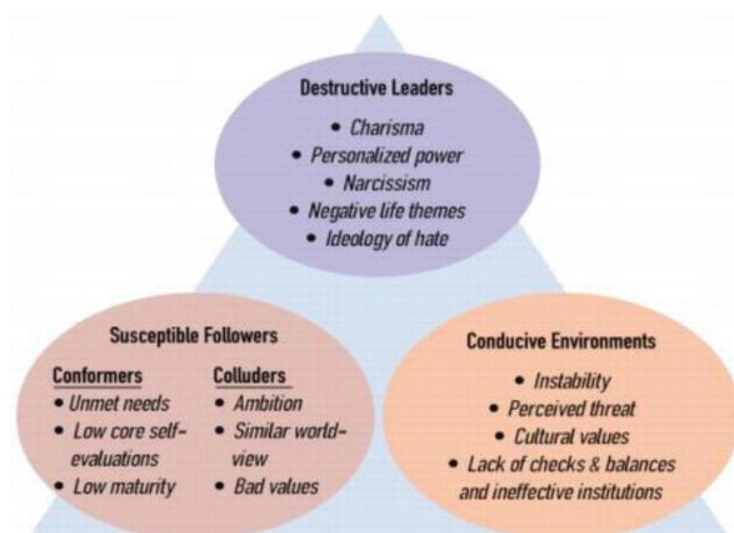 Destructive Leaders
• Charisma
• Personalized power
• Narcissism
• Negative life themes
• Ideology of hate
Susceptible Followers
Conformers
• Unmet needs
• Low core self-
evaluations
• Low maturity
Colluders
• Ambition
• Similar world-
view
• Bad values
Conducive Environments
• Instability
• Perceived threat
• Cultural values
• Lack of checks & balances
and ineffective institutions